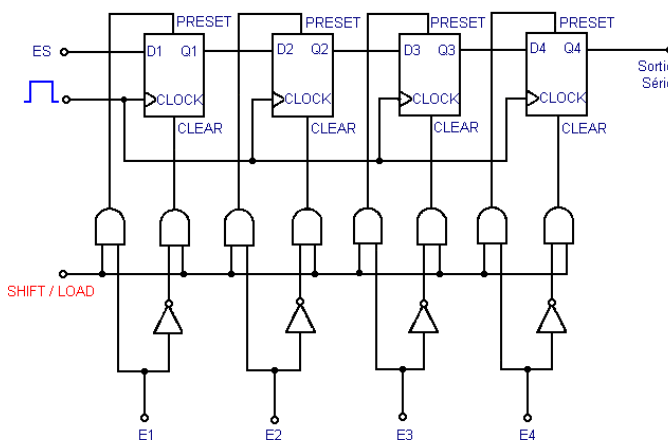 PRESET PRESET PRESET PRESET
ES D1 Q1 D2 Q2 D3 Q3 D4 Q4
Sortie
Série
CLOCK CLOCK CLOCK CLOCK
CLEAR CLEAR CLEAR CLEAR
SHIFT / LOAD
E1 E2 E3 E4